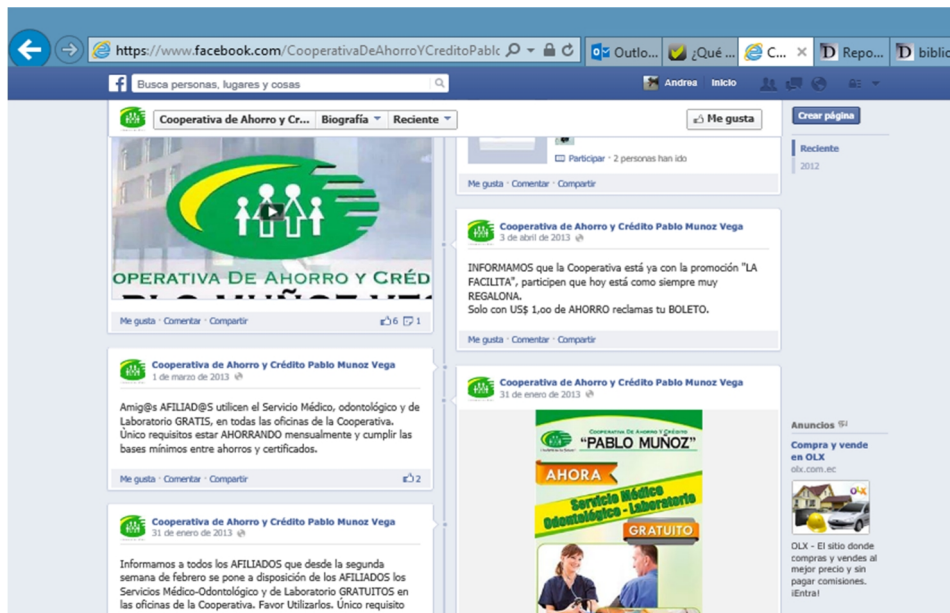 https://www.facebook.com/CooperativaDeAhorroYCreditoPablo
Outlo...
¿Qué ...
C...
Repo...
biblic
Busca personas, lugares y cosas
Andrea
Inicio
Cooperativa de Ahorro y Cr...
Biografía
Reciente
Me gusta
Crear página
Reciente
2012
OPERATIVA DE AHORRO Y CRÉD
Me gusta · Comentar · Compartir
6 1
Cooperativa de Ahorro y Crédito Pablo Munoz Vega
1 de marzo de 2013
Amig@s AFILIAD@S utilicen el Servicio Médico, odontológico y de
Laboratorio GRATIS, en todas las oficinas de la Cooperativa.
Único requisitos estar AHORRANDO mensualmente y cumplir las
bases mínimos entre ahorros y certificados.
Me gusta · Comentar · Compartir
2
Cooperativa de Ahorro y Crédito Pablo Munoz Vega
31 de enero de 2013
Informamos a todos los AFILIADOS que desde la segunda
semana de febrero se pone a disposición de los AFILIADOS los
Servicios Médico-Odontológico y de Laboratorio GRATUITOS en
las oficinas de la Cooperativa. Favor Utilizarlos. Único requisito
Participar · 2 personas han ido
Me gusta · Comentar · Compartir
Cooperativa de Ahorro y Crédito Pablo Munoz Vega
3 de abril de 2013
INFORMAMOS que la Cooperativa está ya con la promoción "LA
FACILITA", participen que hoy está como siempre muy
REGALONA.
Solo con US$ 1,oo de AHORRO reclamas tu BOLETO.
Me gusta · Comentar · Compartir
Cooperativa de Ahorro y Crédito Pablo Munoz Vega
31 de enero de 2013
COOPERATIVA DE AHORRO Y CRÉDITO
"PABLO MUÑOZ"
AHORA
Servicio Médico
Odontológico - Laboratorio
GRATUITO
Anuncios
Compra y vende
en OLX
olx.com.ec
OLX
OLX - El sitio donde
compras y vendes al
mejor precio y sin
pagar comisiones.
¡Entra!